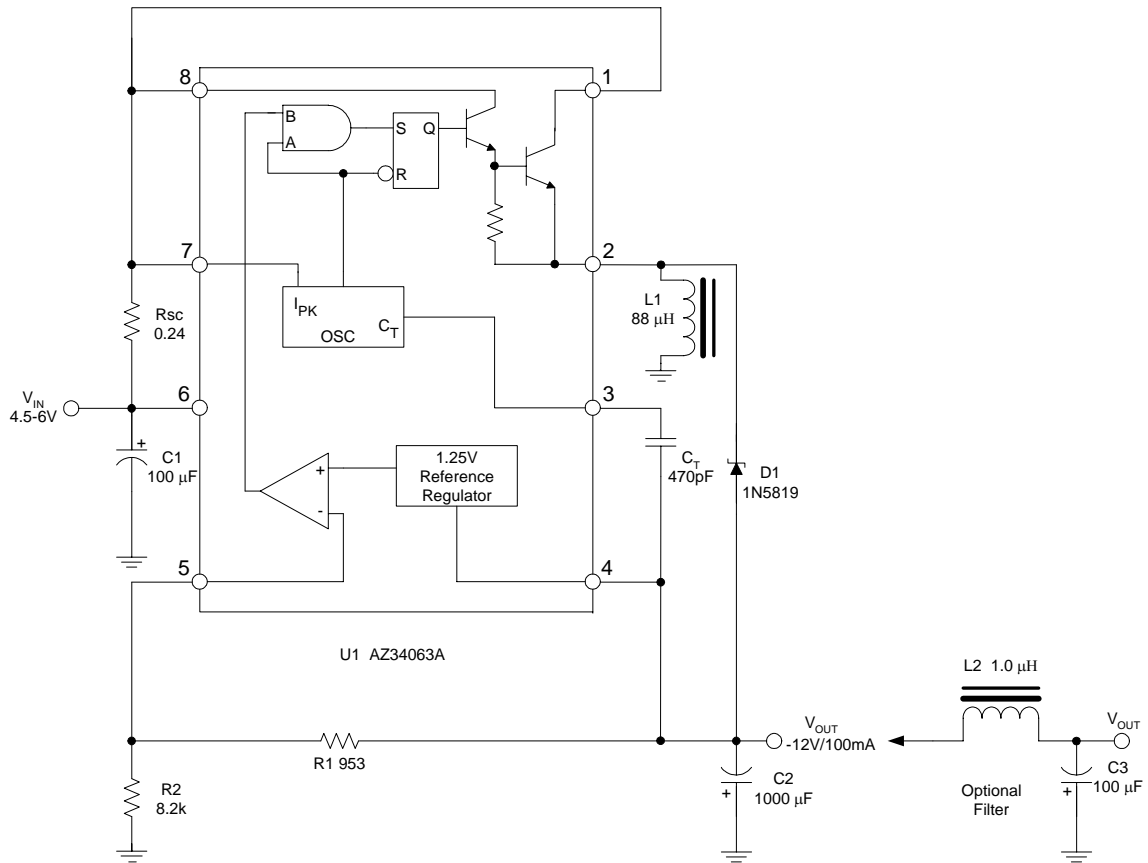 8
1
B
A
S
Q
R
7
2
I_PK
C_T
OSC
L1
88 μH
Rsc
0.24
V_IN
4.5-6V
6
3
C1
100 μF
+
C_T
470pF
D1
1N5819
+
-
1.25V
Reference
Regulator
5
4
U1 AZ34063A
L2 1.0 μH
V_OUT
-12V/100mA
V_OUT
R1 953
R2
8.2k
C2
1000 μF
+
Optional
Filter
C3
100 μF
+